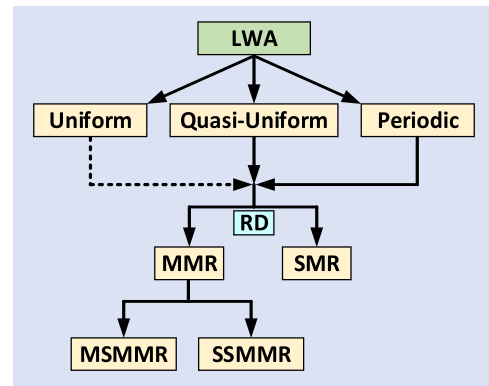 LWA
Uniform
Quasi-Uniform
Periodic
RD
MMR
SMR
MSMMR
SSMMR